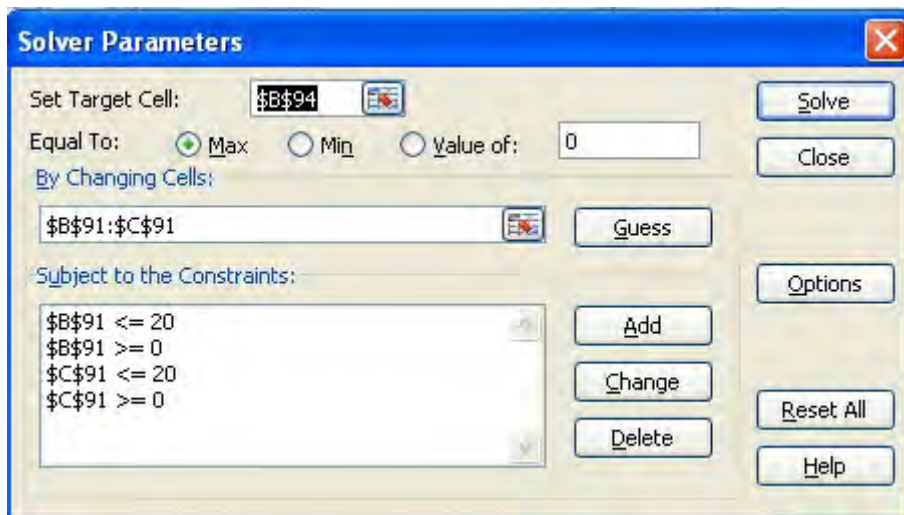 Solver Parameters
Set Target Cell: $B$94
Solve
Equal To: Max Min Value of: 0
Close
By Changing Cells:
$B$91:$C$91
Guess
Subject to the Constraints:
Options
$B$91 <= 20
$B$91 >= 0
$C$91 <= 20
$C$91 >= 0
Add
Change
Delete
Reset All
Help